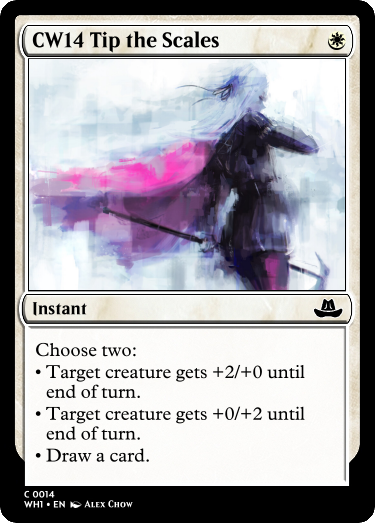 CW14 Tip the Scales
Instant
Choose two:
• Target creature gets +2/+0 until
end of turn.
• Target creature gets +0/+2 until
end of turn.
• Draw a card.
C 0014
WH1 • EN Alex Chow